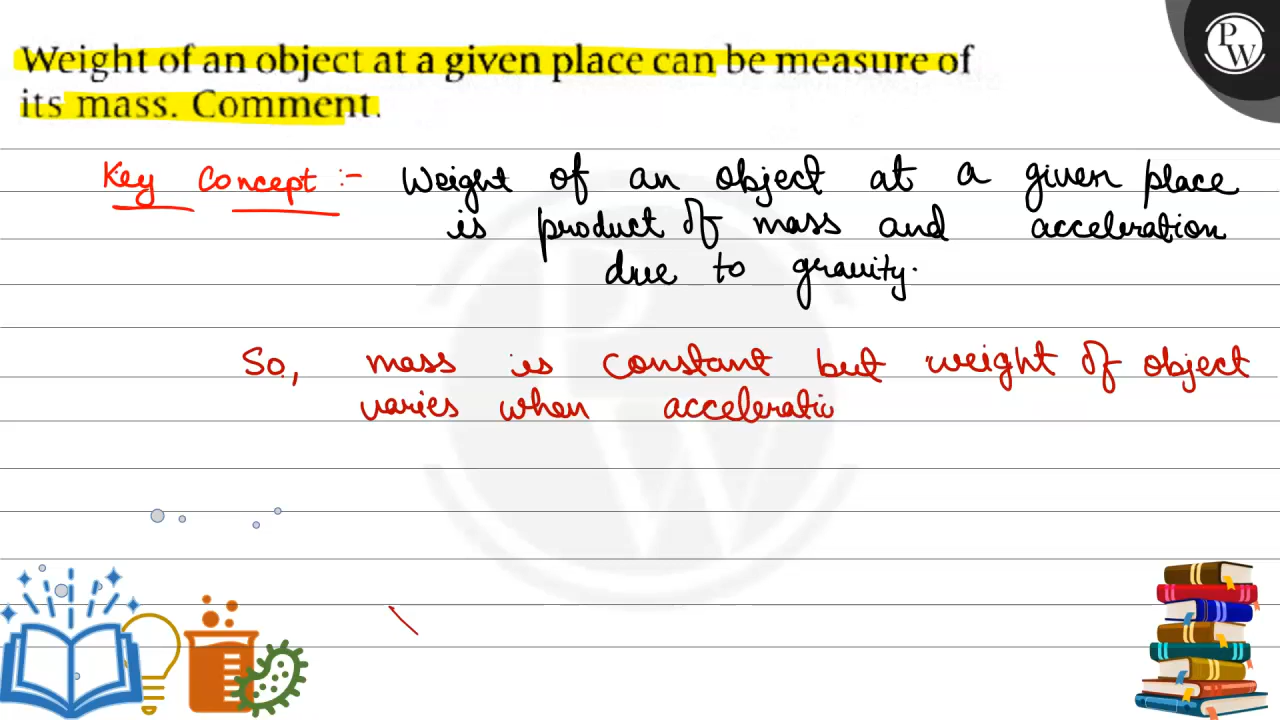 PW
Weight of an object at a given place can be measure of
its mass. Comment.
Key Concept :- Weight of an object at a given place
is product of mass and acceleration
due to gravity.
So, mass is constant but weight of object
varies when acceleratio